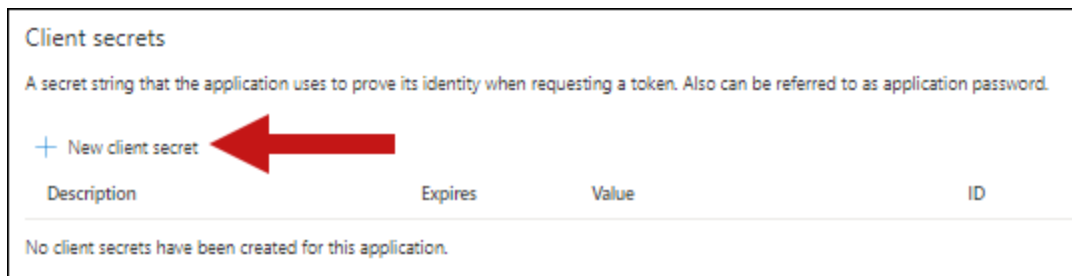 Client secrets
A secret string that the application uses to prove its identity when requesting a token. Also can be referred to as application password.
+ New client secret
Description Expires Value ID
No client secrets have been created for this application.